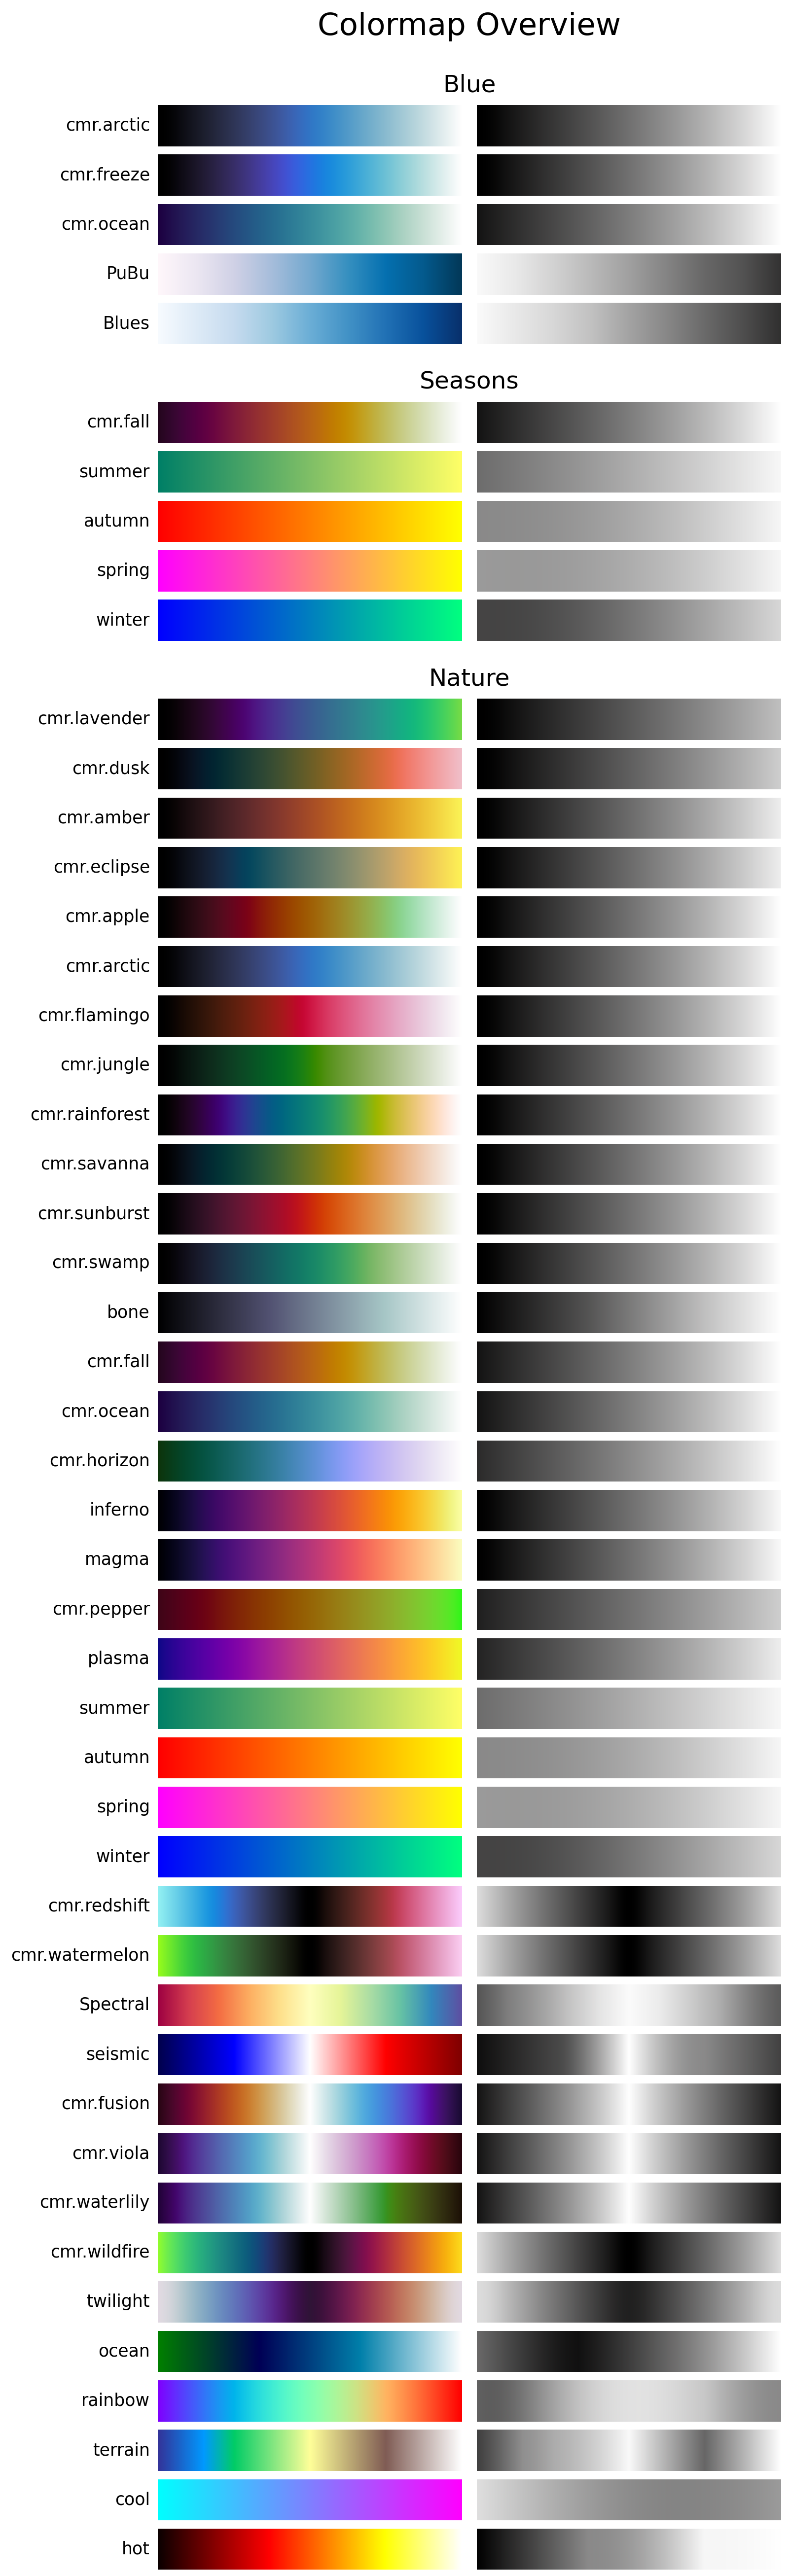 Colormap Overview
Blue
cmr.arctic
cmr.freeze
cmr.ocean
PuBu
Blues
Seasons
cmr.fall
summer
autumn
spring
winter
Nature
cmr.lavender
cmr.dusk
cmr.amber
cmr.eclipse
cmr.apple
cmr.arctic
cmr.flamingo
cmr.jungle
cmr.rainforest
cmr.savanna
cmr.sunburst
cmr.swamp
bone
cmr.fall
cmr.ocean
cmr.horizon
inferno
magma
cmr.pepper
plasma
summer
autumn
spring
winter
cmr.redshift
cmr.watermelon
Spectral
seismic
cmr.fusion
cmr.viola
cmr.waterlily
cmr.wildfire
twilight
ocean
rainbow
terrain
cool
hot